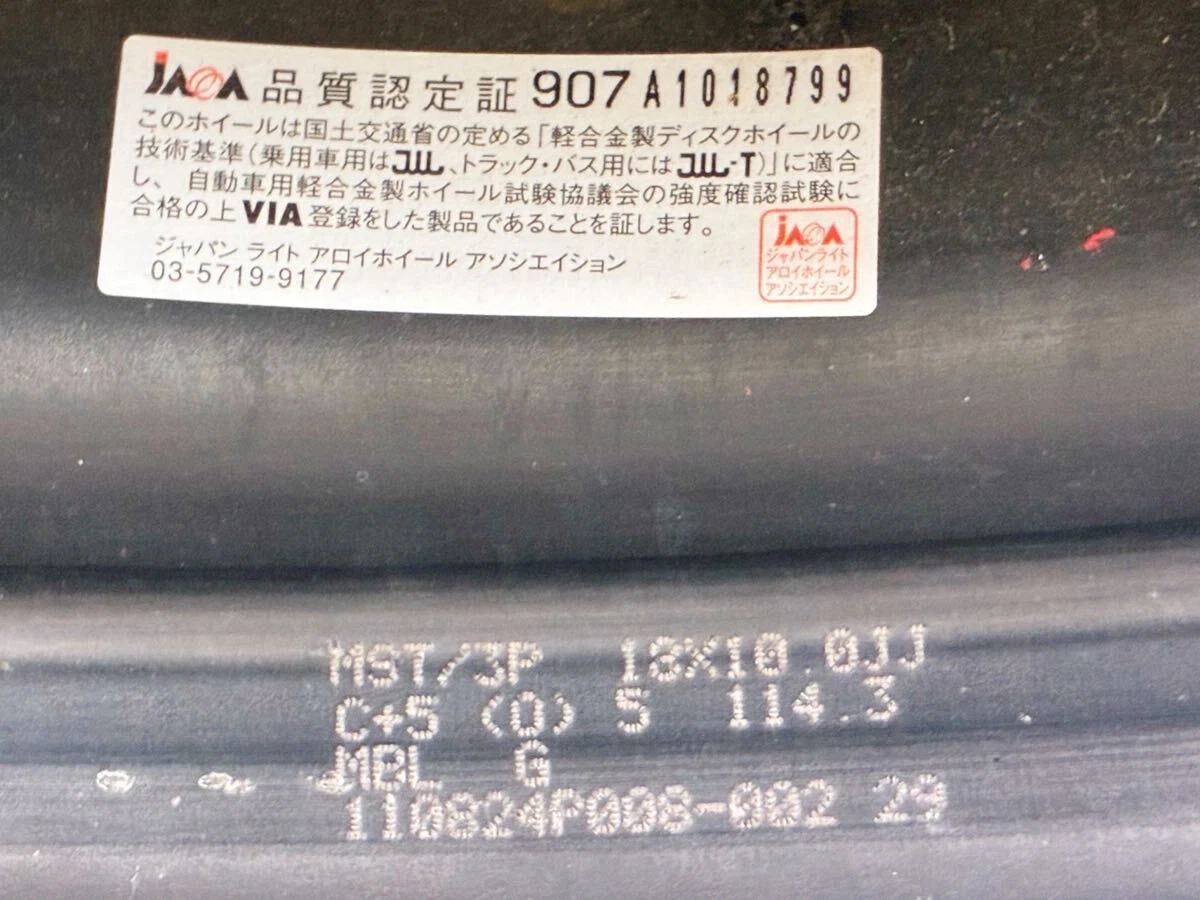 JAWA 品質認定証 907 A1018799
このホイールは国土交通省の定める「軽合金製ディスクホイールの
技術基準(乗用車用はJWL、トラック・バス用にはJWL-T)」に適合
し、自動車用軽合金製ホイール試験協議会の強度確認試験に
合格の上VIA登録をした製品であることを証します。
ジャパン ライト アロイホイール アソシエイション
03-5719-9177
JAWA
ジャパンライト
アロイホイール
アソシエイション
MST/3P 18X10.0JJ
C+5 (0) 5 114.3
MBL G
110824P008-002 29